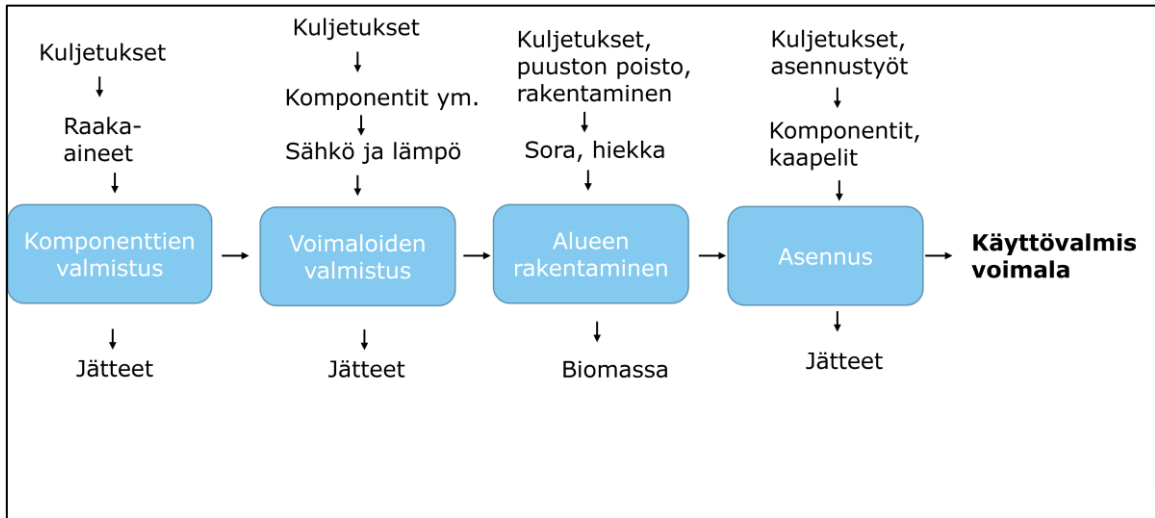 Kuljetukset
Raaka-
aineet
Komponenttien
valmistus
Jätteet
Kuljetukset
Komponentit ym.
Sähkö ja lämpö
Voimaloiden
valmistus
Jätteet
Kuljetukset,
puuston poisto,
rakentaminen
Sora, hiekka
Alueen
rakentaminen
Biomassa
Kuljetukset,
asennustyöt
Komponentit,
kaapelit
Asennus
Jätteet
Käyttövalmis
voimala